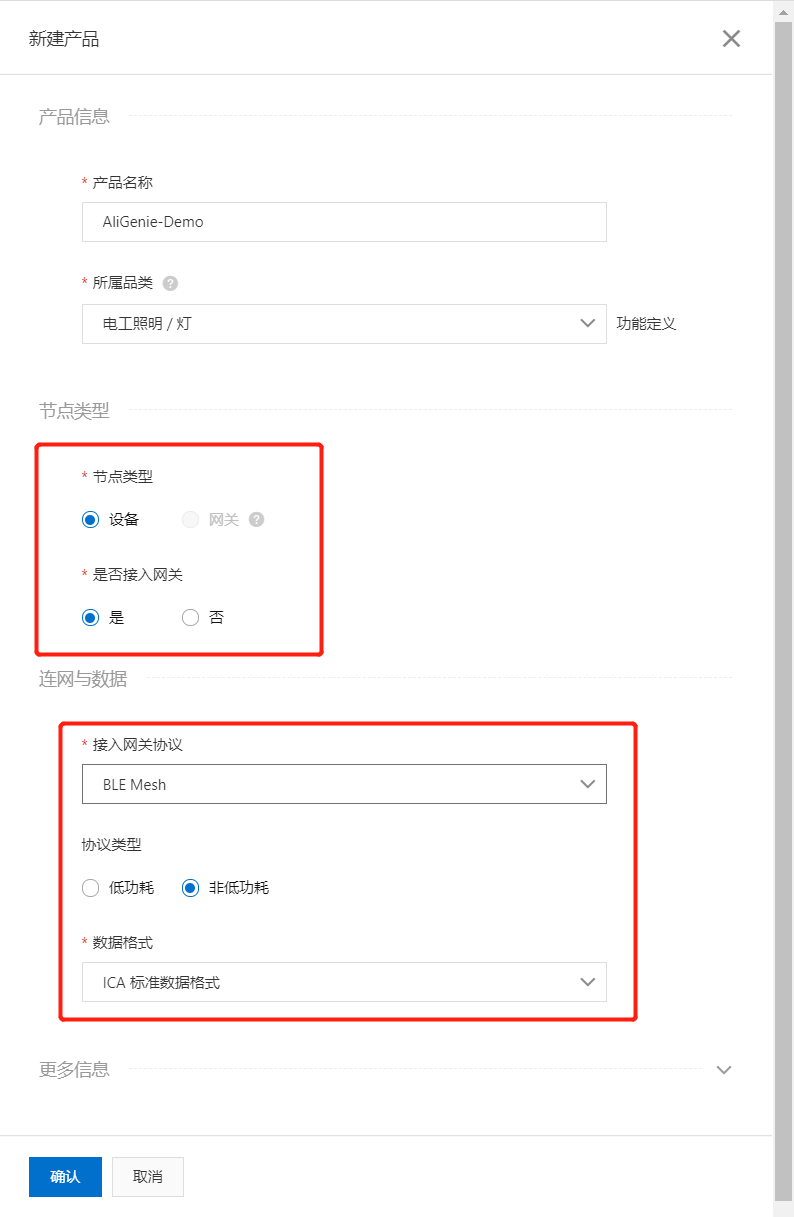 新建产品
产品信息
* 产品名称
AliGenie-Demo
* 所属品类 ?
电工照明 / 灯 功能定义
节点类型
* 节点类型
设备 网关 ?
* 是否接入网关
是 否
连网与数据
* 接入网关协议
BLE Mesh
协议类型
低功耗 非低功耗
* 数据格式
ICA 标准数据格式
更多信息
确认 取消